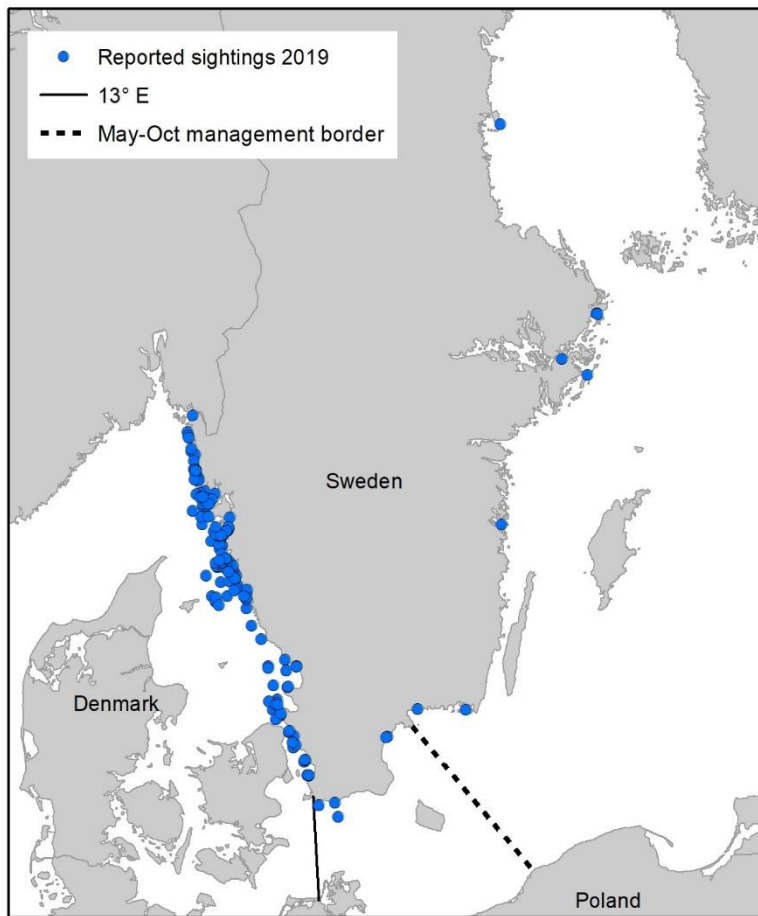 Reported sightings 2019
13° E
May-Oct management border
Sweden
Denmark
Poland